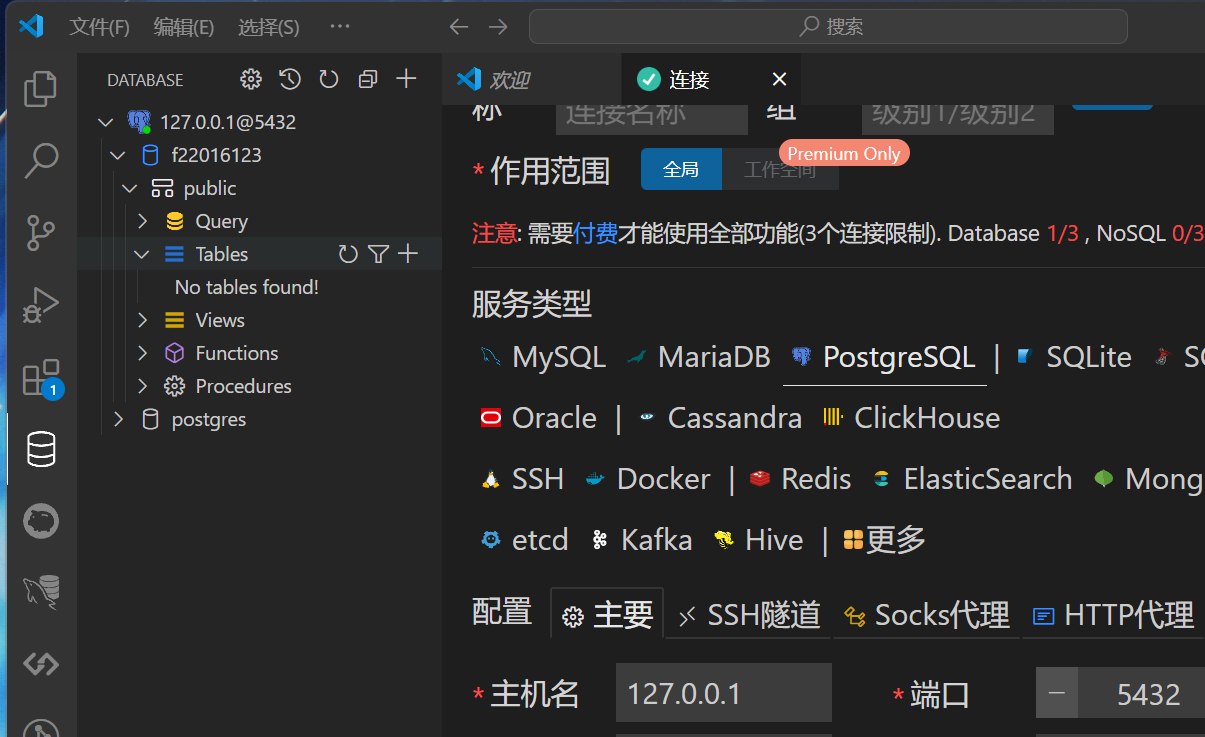 文件(F) 编辑(E) 选择(S) ··· 搜索
DATABASE
127.0.0.1@5432
f22016123
public
Query
Tables
No tables found!
Views
Functions
Procedures
postgres
1
欢迎 连接
称 连接名称 组 级别1/级别2
* 作用范围 全局 工作空间 Premium Only
注意: 需要付费才能使用全部功能(3个连接限制). Database 1/3 , NoSQL 0/3
服务类型
MySQL MariaDB PostgreSQL | SQLite SQ
Oracle | Cassandra ClickHouse
SSH Docker | Redis ElasticSearch Mong
etcd Kafka Hive | 更多
配置 主要 SSH隧道 Socks代理 HTTP代理
* 主机名 127.0.0.1 * 端口 − 5432